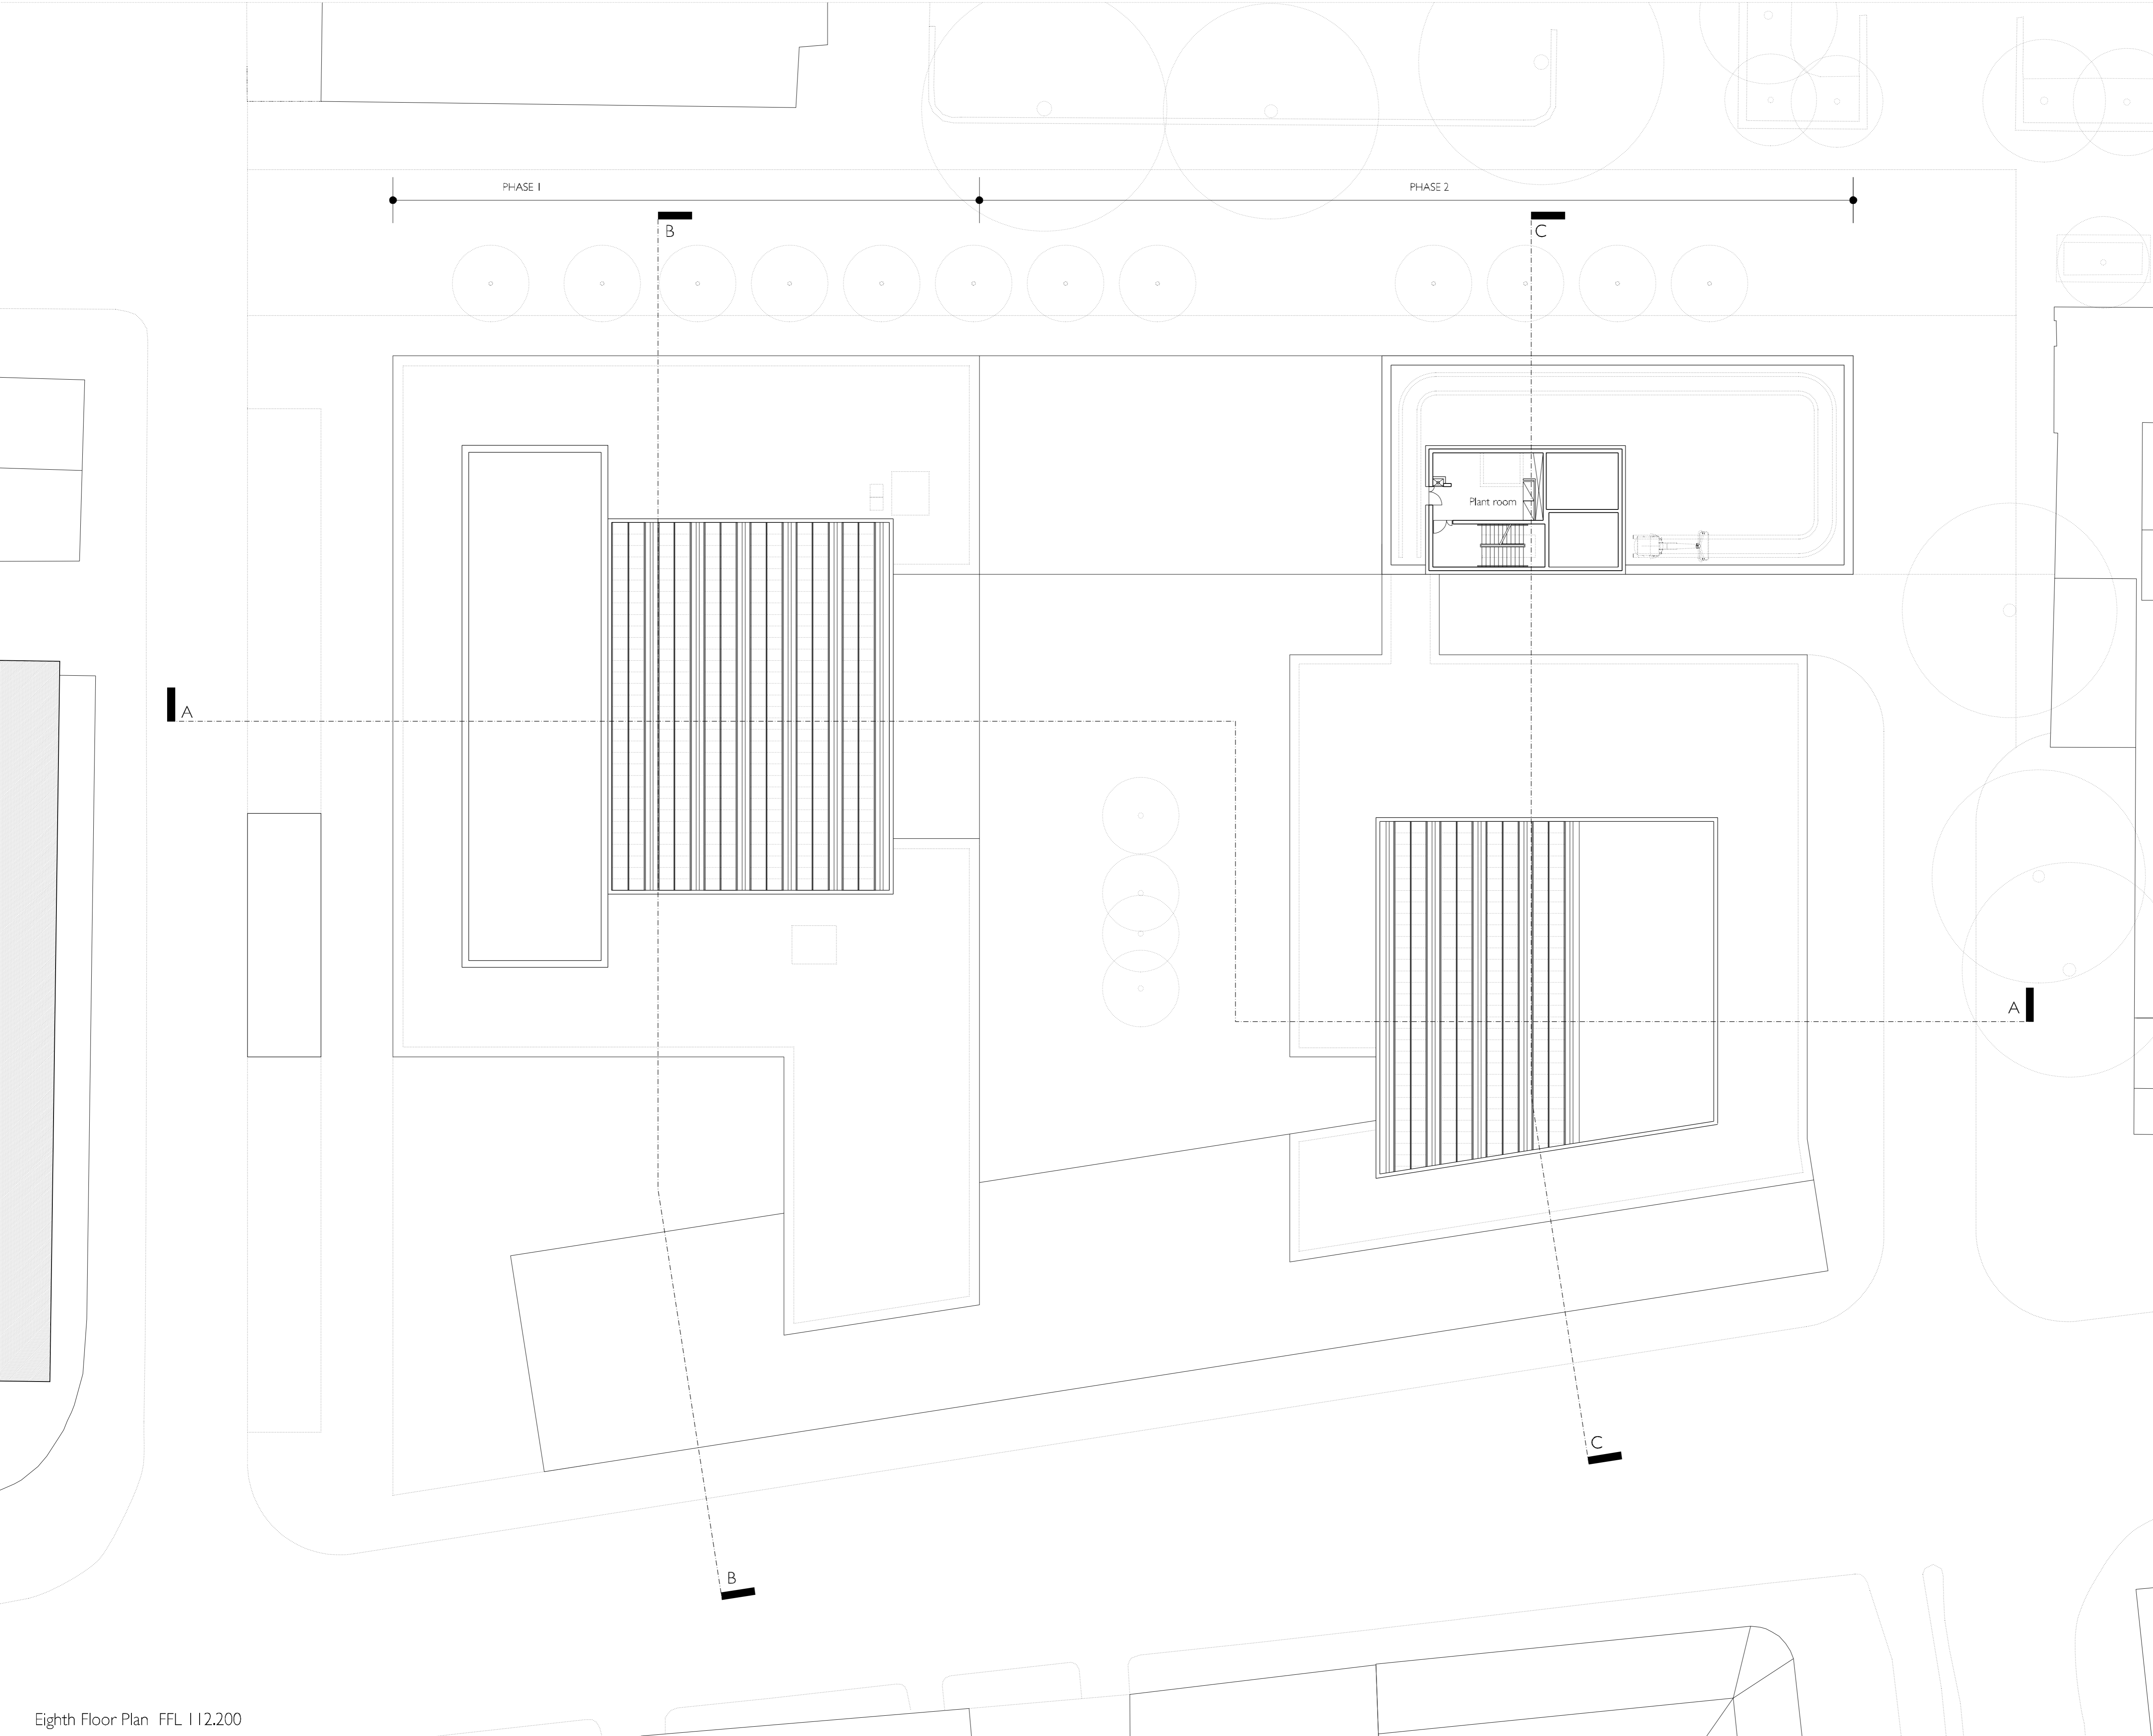 PHASE 1
PHASE 2
B
C
Plant room
A
A
C
B
Eighth Floor Plan FFL 112.200